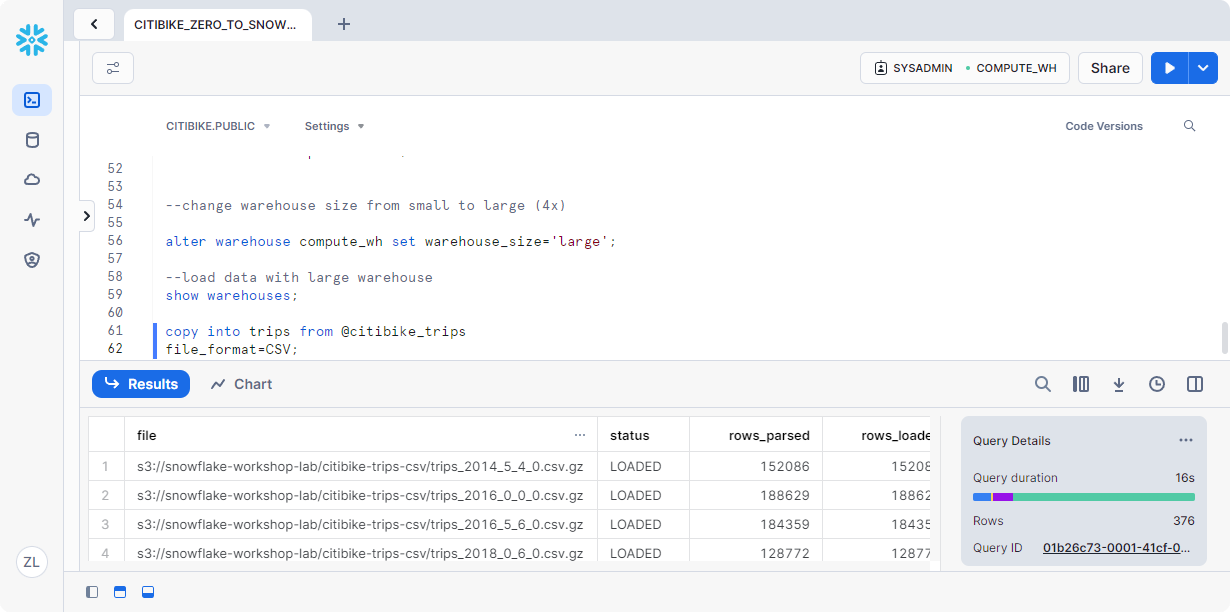 CITIBIKE_ZERO_TO_SNOW...
SYSADMIN COMPUTE_WH Share
CITIBIKE.PUBLIC Settings Code Versions
52
53
54 --change warehouse size from small to large (4x)
55
56 alter warehouse compute_wh set warehouse_size='large';
57
58 --load data with large warehouse
59 show warehouses;
60
61 copy into trips from @citibike_trips
62 file_format=CSV;
Results Chart
file ... status rows_parsed rows_loade
1 s3://snowflake-workshop-lab/citibike-trips-csv/trips_2014_5_4_0.csv.gz LOADED 152086 15208
2 s3://snowflake-workshop-lab/citibike-trips-csv/trips_2016_0_0_0.csv.gz LOADED 188629 18862
3 s3://snowflake-workshop-lab/citibike-trips-csv/trips_2016_5_6_0.csv.gz LOADED 184359 18435
4 s3://snowflake-workshop-lab/citibike-trips-csv/trips_2018_0_6_0.csv.gz LOADED 128772 12877
Query Details ...
Query duration 16s
Rows 376
Query ID 01b26c73-0001-41cf-0...
ZL